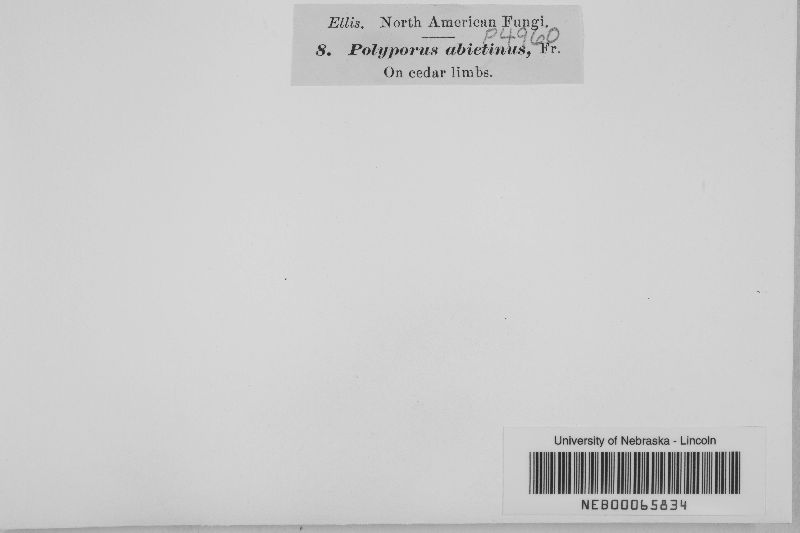 Ellis. North American Fungi.
P4960
8. Polyporus abietinus, Fr.
On cedar limbs.
University of Nebraska - Lincoln
NEB00065834